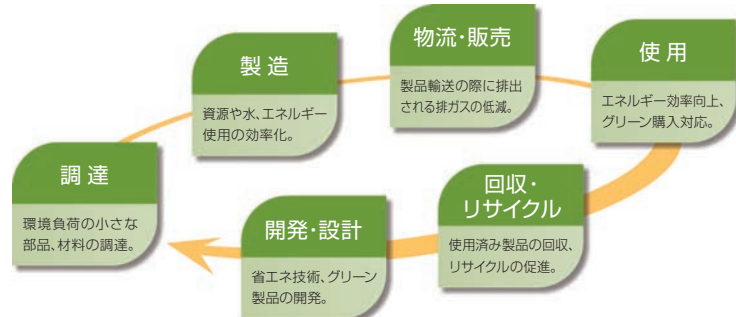 調達
環境負荷の小さな
部品、材料の調達。
製造
資源や水、エネルギー
使用の効率化。
物流・販売
製品輸送の際に排出
される排ガスの低減。
使用
エネルギー効率向上、
グリーン購入対応。
回収・
リサイクル
使用済み製品の回収、
リサイクルの促進。
開発・設計
省エネ技術、グリーン
製品の開発。